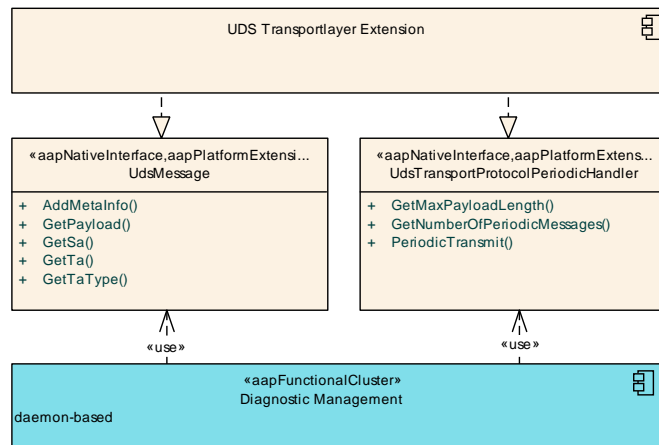 UDS Transportlayer Extension
«aapNativeInterface,aapPlatformExtensi...
UdsMessage
+ AddMetaInfo()
+ GetPayload()
+ GetSa()
+ GetTa()
+ GetTaType()
«aapNativeInterface,aapPlatformExtens...
UdsTransportProtocolPeriodicHandler
+ GetMaxPayloadLength()
+ GetNumberOfPeriodicMessages()
+ PeriodicTransmit()
«use»
«use»
«aapFunctionalCluster»
Diagnostic Management
daemon-based